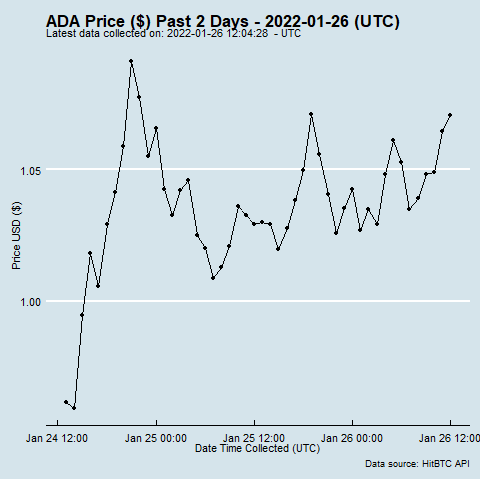 ADA Price ($) Past 2 Days - 2022-01-26 (UTC)
Latest data collected on: 2022-01-26 12:04:28 - UTC
1.05
1.00
Price USD ($)
Jan 24 12:00 Jan 25 00:00 Jan 25 12:00 Jan 26 00:00 Jan 26 12:00
Date Time Collected (UTC)
Data source: HitBTC API